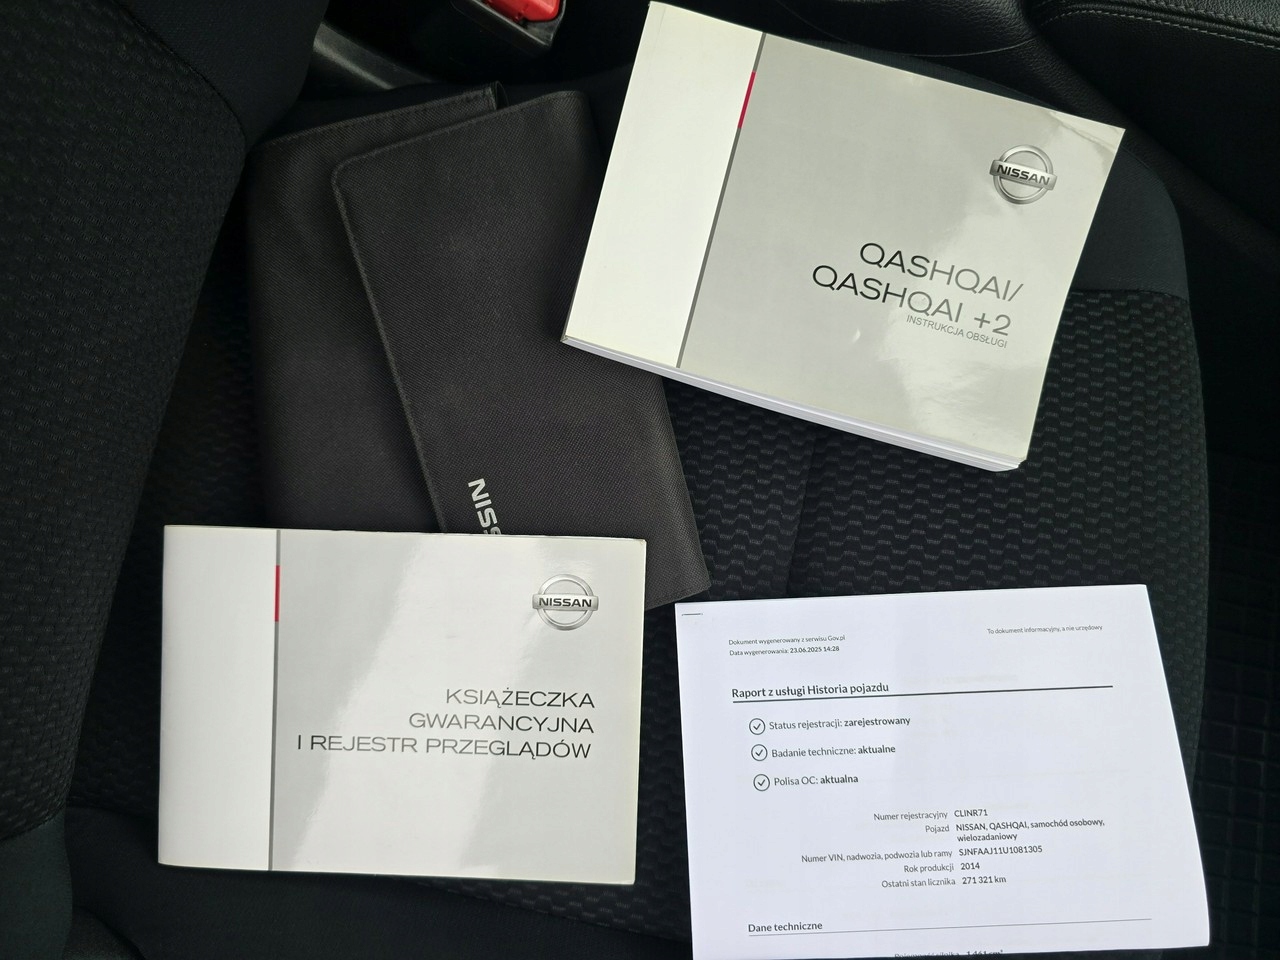 NISSAN
QASHQAI/
QASHQAI +2
INSTRUKCJA OBSŁUGI
NISS
NISSAN
KSIĄŻECZKA
GWARANCYJNA
I REJESTR PRZEGLĄDÓW
Dokument wygenerowany z serwisu Gov.pl
To dokument informacyjny, a nie urzędowy
Data wygenerowania: 23.06.2025 14:28
Raport z usługi Historia pojazdu
Status rejestracji: zarejestrowany
Badanie techniczne: aktualne
Polisa OC: aktualna
Numer rejestracyjny CLINR71
Pojazd NISSAN, QASHQAI, samochód osobowy,
wielozadaniowy
Numer VIN, nadwozia, podwozia lub ramy SJNFAAJ11U1081305
Rok produkcji 2014
Ostatni stan licznika 271 321 km
Dane techniczne